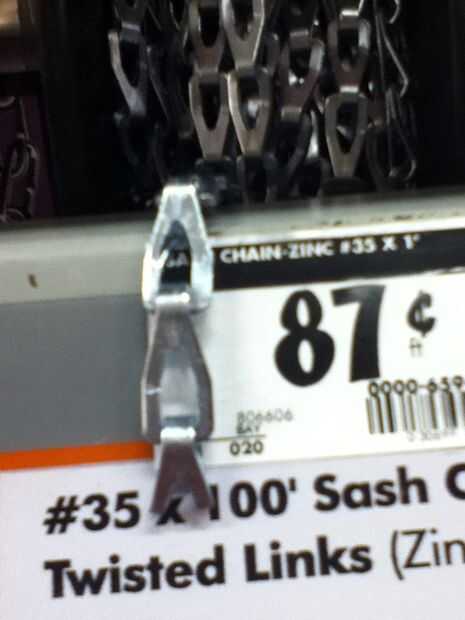 CHAIN-ZINC #35 X 1'
87¢
ft
0000-659
806606
BAY
020
#35 x 100' Sash C
Twisted Links (Zin